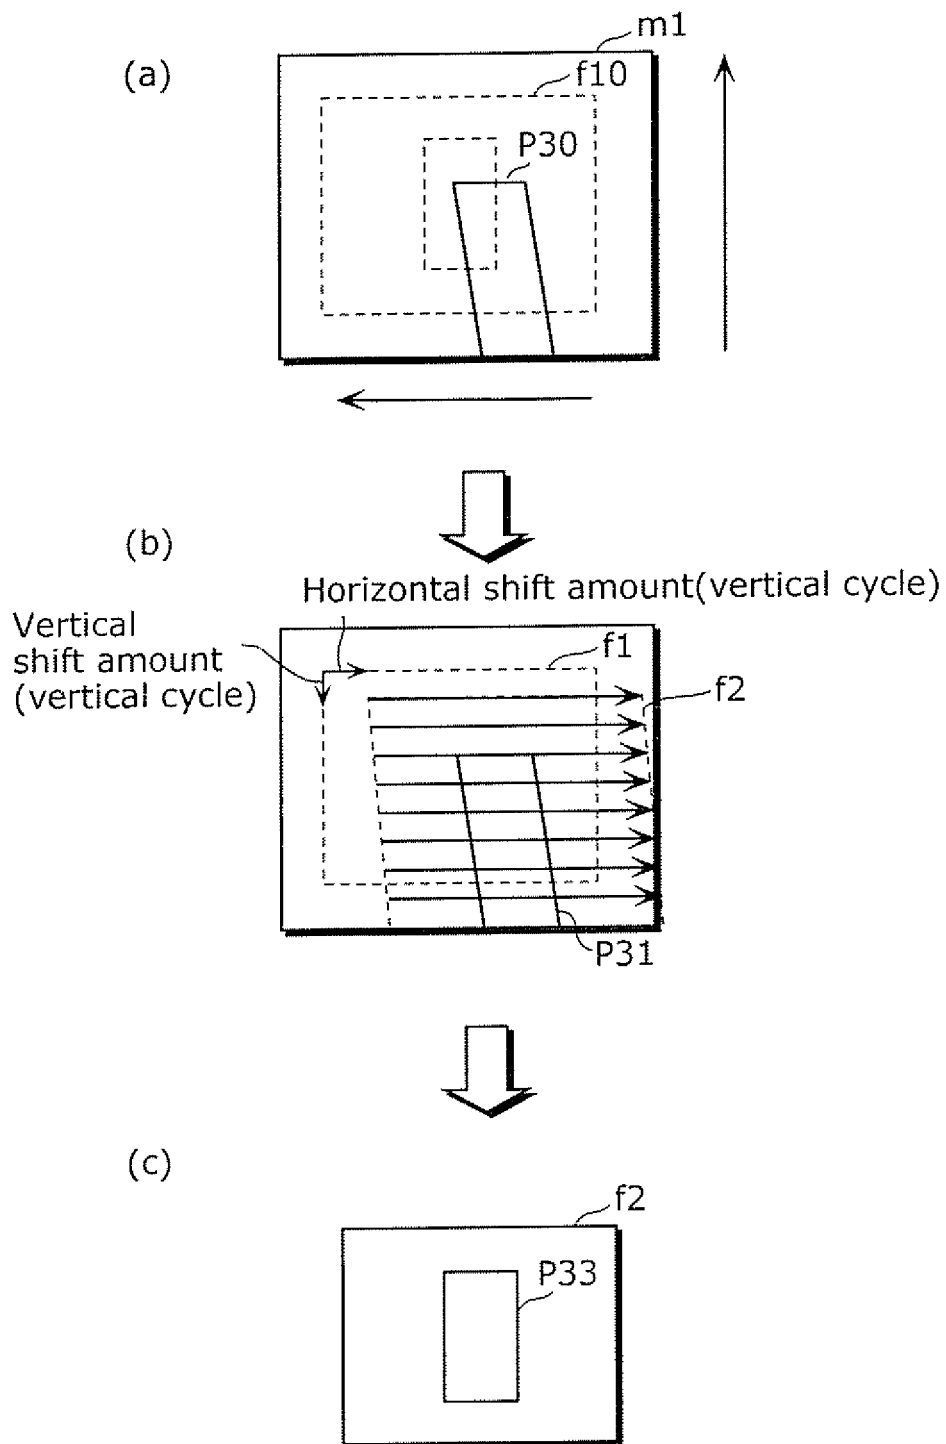 m1
(a)
f10
P30
(b)
Horizontal shift amount(vertical cycle)
Vertical
shift amount
(vertical cycle)
f1
f2
P31
(c)
f2
P33